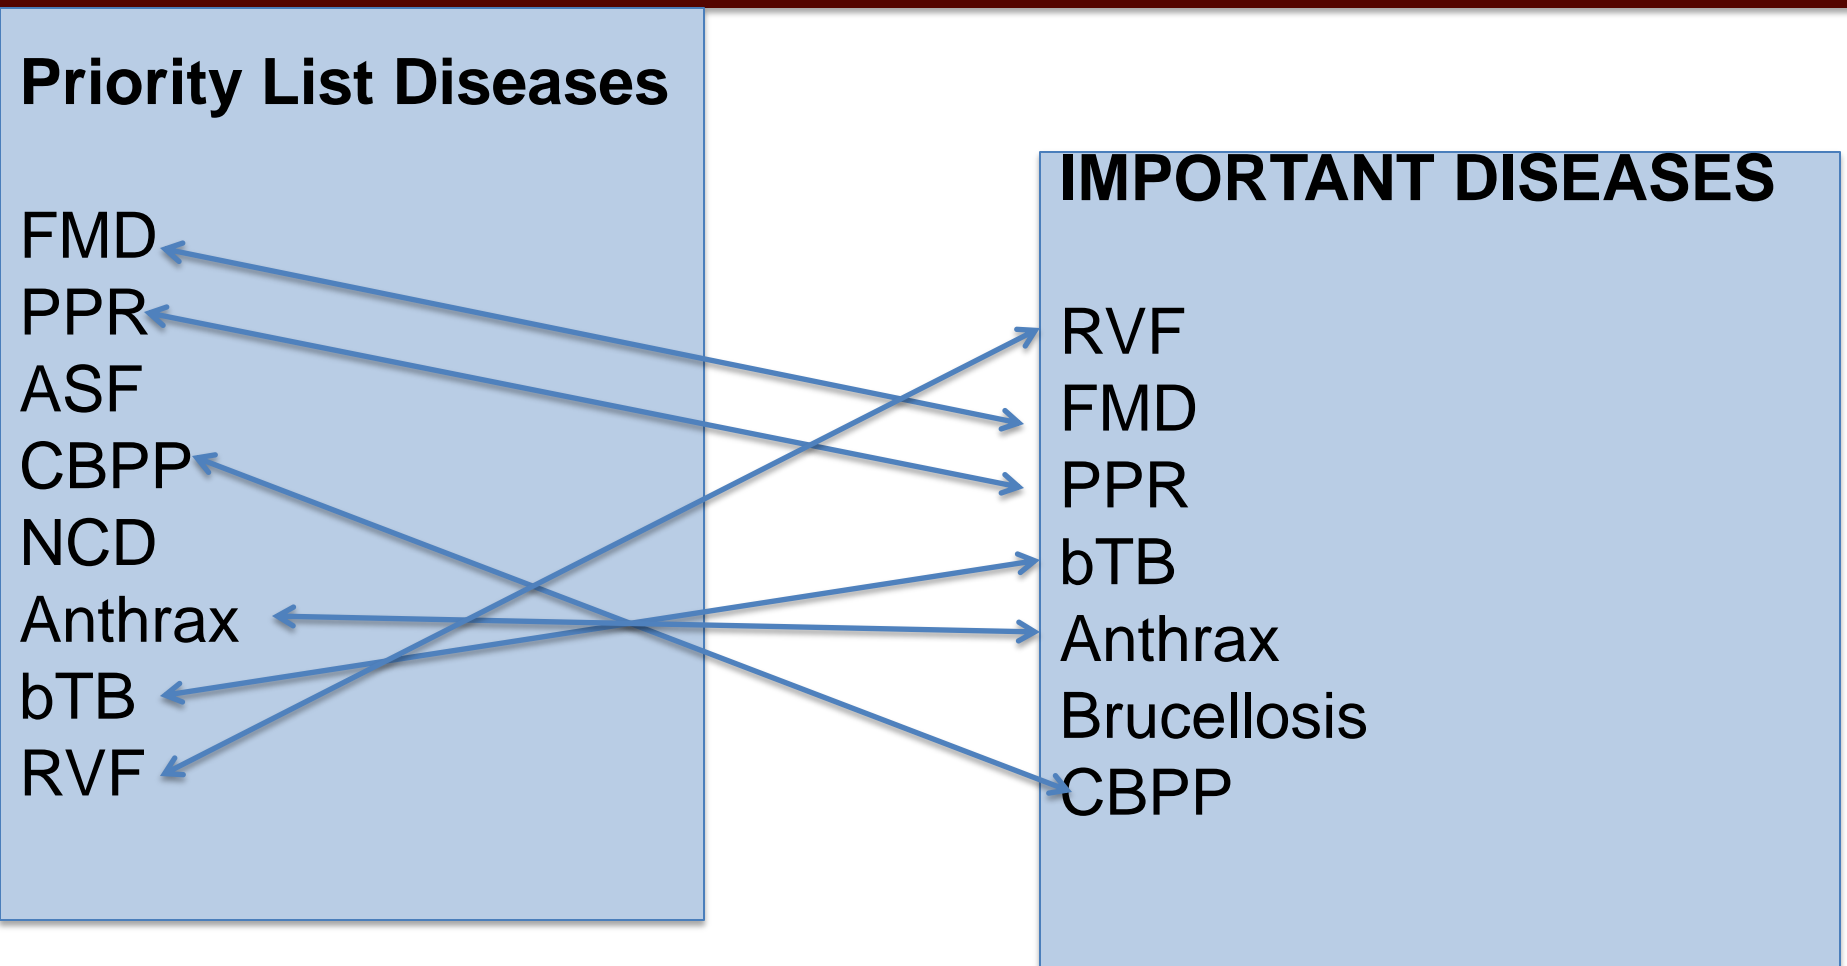 Priority List Diseases
FMD
PPR
ASF
CBPP
NCD
Anthrax
bTB
RVF
IMPORTANT DISEASES
RVF
FMD
PPR
bTB
Anthrax
Brucellosis
CBPP